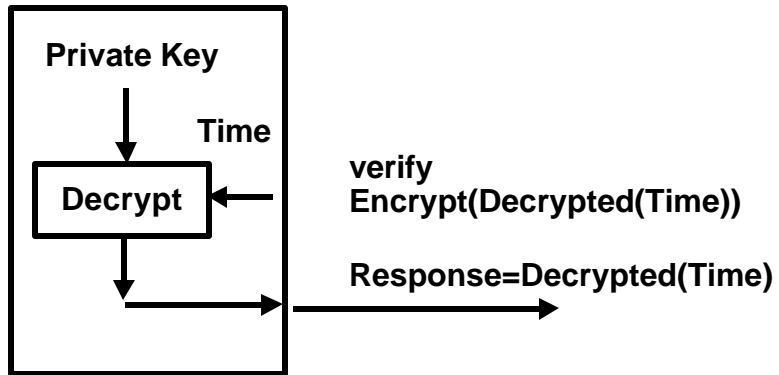 Private Key
Time
Decrypt
verify
Encrypt(Decrypted(Time))
Response=Decrypted(Time)